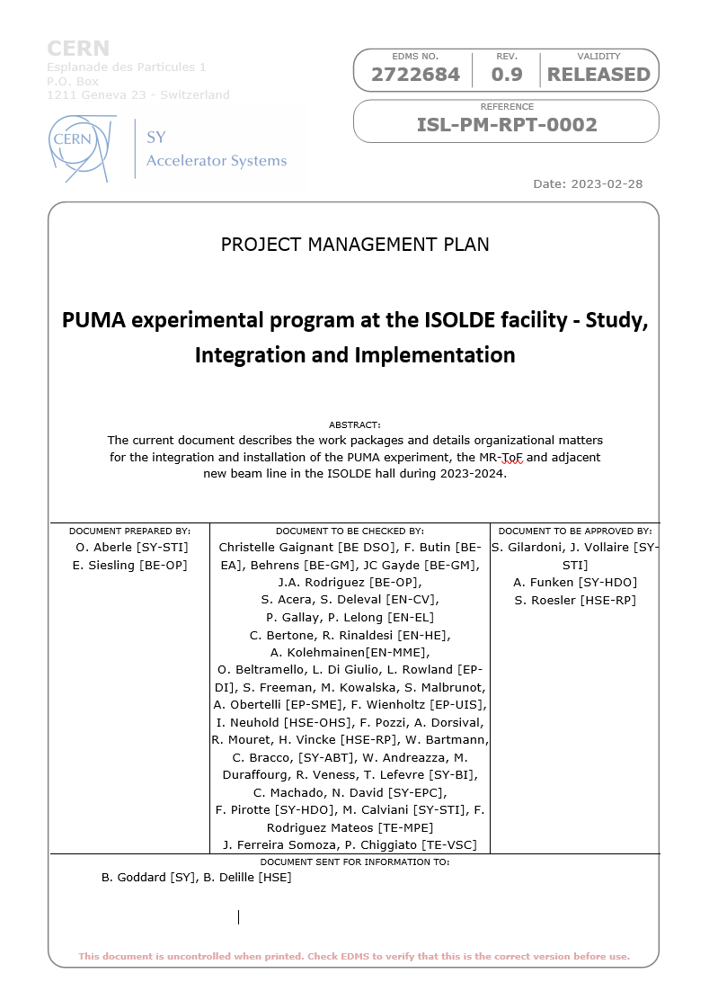 CERN
Esplanade des Particules 1
P.O. Box
1211 Geneva 23 - Switzerland
EDMS NO.
REV.
VALIDITY
2722684
0.9
RELEASED
REFERENCE
ISL-PM-RPT-0002
CERN
SY
Accelerator Systems
Date: 2023-02-28
PROJECT MANAGEMENT PLAN
PUMA experimental program at the ISOLDE facility - Study,
Integration and Implementation
ABSTRACT:
The current document describes the work packages and details organizational matters
for the integration and installation of the PUMA experiment, the MR-ToF and adjacent
new beam line in the ISOLDE hall during 2023-2024.
DOCUMENT PREPARED BY:
O. Aberle [SY-STI]
E. Siesling [BE-OP]
DOCUMENT TO BE CHECKED BY:
Christelle Gaignant [BE DSO], F. Butin [BE-
EA], Behrens [BE-GM], JC Gayde [BE-GM],
J.A. Rodriguez [BE-OP],
S. Acera, S. Deleval [EN-CV],
P. Gallay, P. Lelong [EN-EL]
C. Bertone, R. Rinaldesi [EN-HE],
A. Kolehmainen[EN-MME],
O. Beltramello, L. Di Giulio, L. Rowland [EP-
DI], S. Freeman, M. Kowalska, S. Malbrunot,
A. Obertelli [EP-SME], F. Wienholtz [EP-UIS],
I. Neuhold [HSE-OHS], F. Pozzi, A. Dorsival,
R. Mouret, H. Vincke [HSE-RP], W. Bartmann,
C. Bracco, [SY-ABT], W. Andreazza, M.
Duraffourg, R. Veness, T. Lefevre [SY-BI],
C. Machado, N. David [SY-EPC],
F. Pirotte [SY-HDO], M. Calviani [SY-STI], F.
Rodriguez Mateos [TE-MPE]
J. Ferreira Somoza, P. Chiggiato [TE-VSC]
DOCUMENT TO BE APPROVED BY:
S. Gilardoni, J. Vollaire [SY-
STI]
A. Funken [SY-HDO]
S. Roesler [HSE-RP]
DOCUMENT SENT FOR INFORMATION TO:
B. Goddard [SY], B. Delille [HSE]
This document is uncontrolled when printed. Check EDMS to verify that this is the correct version before use.